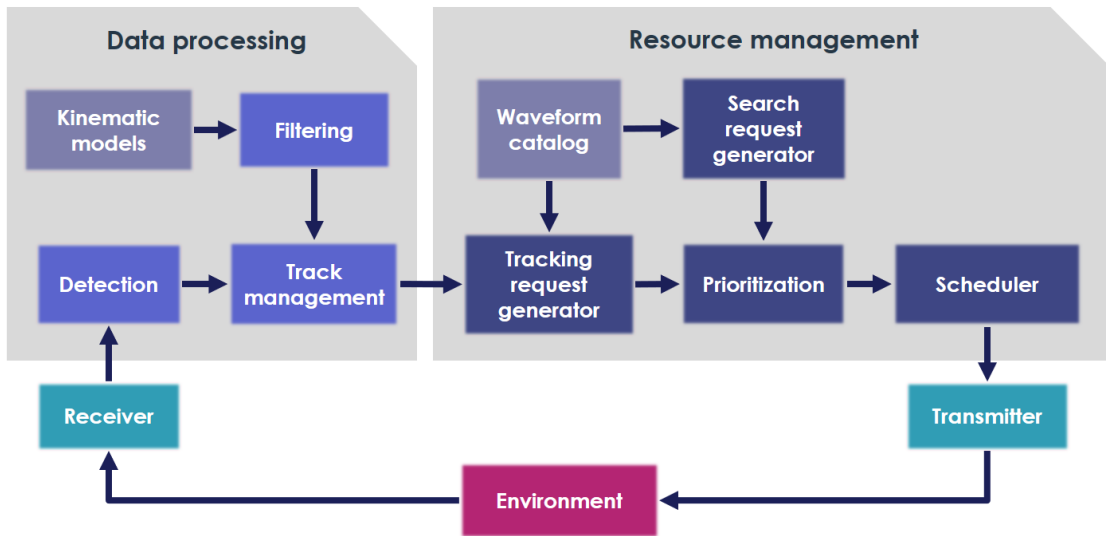 Data processing
Resource management
Kinematic
models
Filtering
Waveform
catalog
Search
request
generator
Detection
Track
management
Tracking
request
generator
Prioritization
Scheduler
Receiver
Transmitter
Environment